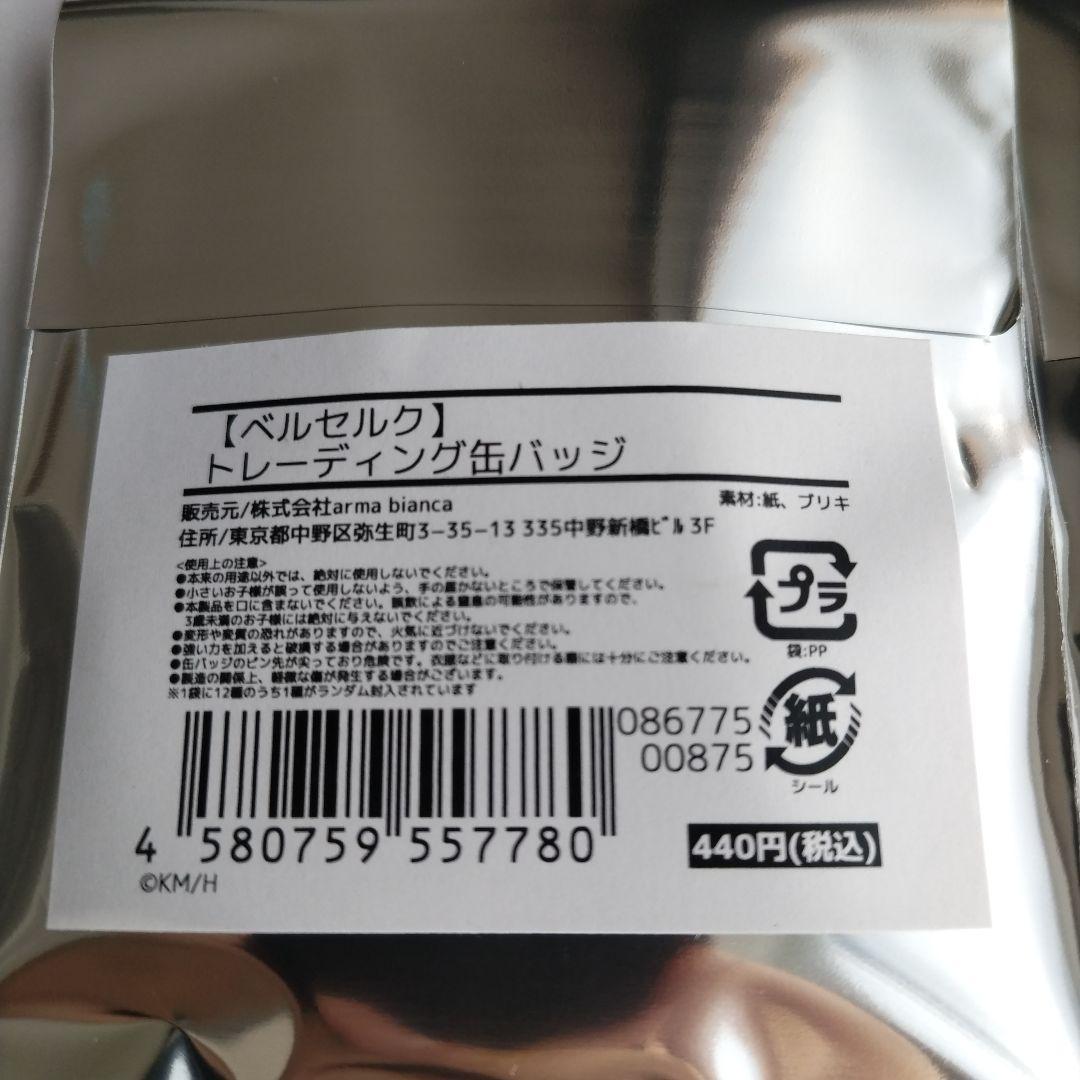 【ベルセルク】
トレーディング缶バッジ
販売元/株式会社arma bianca
素材:紙、ブリキ
住所/東京都中野区弥生町3-35-13 335中野新橋ビル 3F
<使用上の注意>
●本来の用途以外では、絶対に使用しないでください。
●小さいお子様が誤って使用しないよう、手の届かないところで保管してください。
●本製品を口に含まないでください。誤飲による窒息の可能性がありますので、
3歳未満のお子様には絶対に与えないでください。
●変形や変質の恐れがありますので、火気に近づけないでください。
●強い力を加えると破損する場合がありますのでご注意ください。
●缶バッジのピン先が尖っており危険です。衣服などに取り付ける際には十分にご注意ください。
●製造の関係上、軽微な傷が発生する場合がございます。
※1袋に12種のうち1種がランダム封入されています
プラ
袋:PP
紙
シール
086775
00875
4 580759 557780
440円(税込)
©KM/H